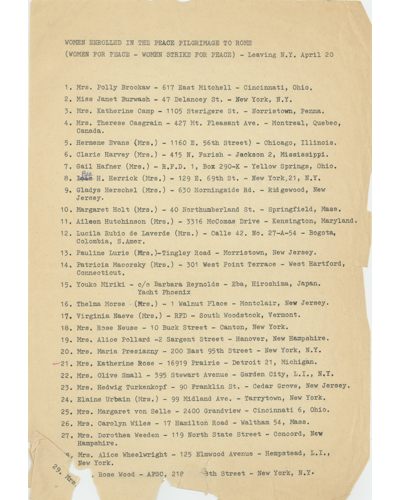 WOMEN ENROLLED IN THE PEACE PILGRIMAGE TO ROME
(WOMEN FOR PEACE - WOMEN STRIKE FOR PEACE) - Leaving N.Y. April 20
1. Mrs. Polly Brockaw - 617 East Mitchell - Cincinnati, Ohio.
2. Miss Janet Burwash - 47 Delancey St. - New York, N.Y.
3. Mrs. Katherine Camp - 1105 Sterigere St. - Norristown, Penna.
4. Mrs. Therese Casgrain - 427 Mt. Pleasant Ave. - Montreal, Quebec,
Canada.
5. Hermene Evans (Mrs.) - 1160 E. 56th Street) - Chicago, Illinois.
6. Clarie Harvey (Mrs.) - 415 N. Farish - Jackson 2, Mississippi.
7. Gail Hafner (Mrs.) - R.F.D. 1, Box 290-X - Yellow Springs, Ohio.
8. H. Herrick (Mrs.) - 129 E. 69th St. - New York,21, N.Y.
9. Gladys Herschel (Mrs.) - 630 Morningside Rd. - Ridgewood, New
Jersey.
10. Margaret Holt (Mrs.) - 40 Northumberland St. - Springfield, Mass.
11. Aileen Hutchinson (Mrs.) - 3316 McComas Drive - Kensington, Maryland.
12. Lucila Rubio de Laverde (Mrs.) - Calle 42. No. 27-A-54 - Bogota,
Colombia, S.Amer.
13. Pauline Lurie (Mrs.)-Tingley Road - Morristown, New Jersey.
14. Patricia Macorsky (Mrs.) - 301 West Point Terrace - West Hartford,
Connecticut.
15. Youko Miriki - c/o Barbara Reynolds - Eba, Hiroshima, Japan.
Yacht Phoenix
16. Thelma Morse (Mrs.) - 1 Walnut Place - Montclair, New Jersey.
17. Virginia Naeve (Mrs.) - RFD - South Woodstock, Vermont.
18. Mrs. Rose Neuse - 10 Buck Street - Canton, New York.
19. Mrs. Alice Pollard -2 Sargent Street - Hanover, New Hampshire.
20. Mrs. Maria Presiazny - 200 East 95th Street - New York, N.Y.
-21. Mrs. Katherine Rose - 16919 Prairie - Detroit 21, Michigan.
22. Mrs. Olive Small - 395 Stewart Avenue - Garden City, L.I., N.Y.
23. Mrs. Hedwig Turkenkopf - 90 Franklin St. - Cedar Grove, New Jersey.
24. Elaine Urbain (Mrs.) - 99 Midland Ave. - Tarrytown, New York.
25. Mrs. Margaret von Selle - 2400 Grandview - Cincinnati 6, Ohio.
26. Mrs. Carolyn Wiles - 17 Hamilton Road - Waltham 54, Mass.
27. Mrs. Dorothea Weeden - 119 North State Street - Concord, New
Hampshire.
Mrs. Alice Wheelwright - 125 Elmwood Avenue - Hempstead, L.I.,
New York.
29. Mrs
. Rose Wood - APSC, 218 8th Street - New York, N.Y.